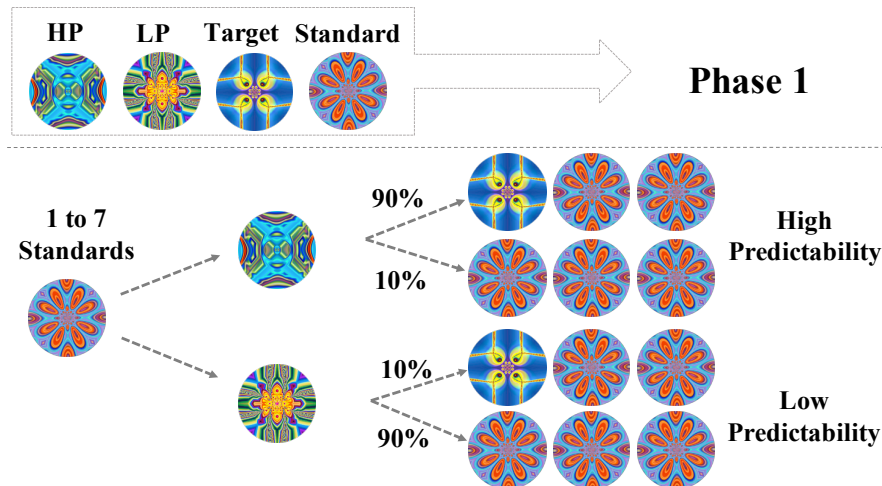 HP LP Target Standard
Phase 1
1 to 7
Standards
90%
10%
High
Predictability
10%
90%
Low
Predictability